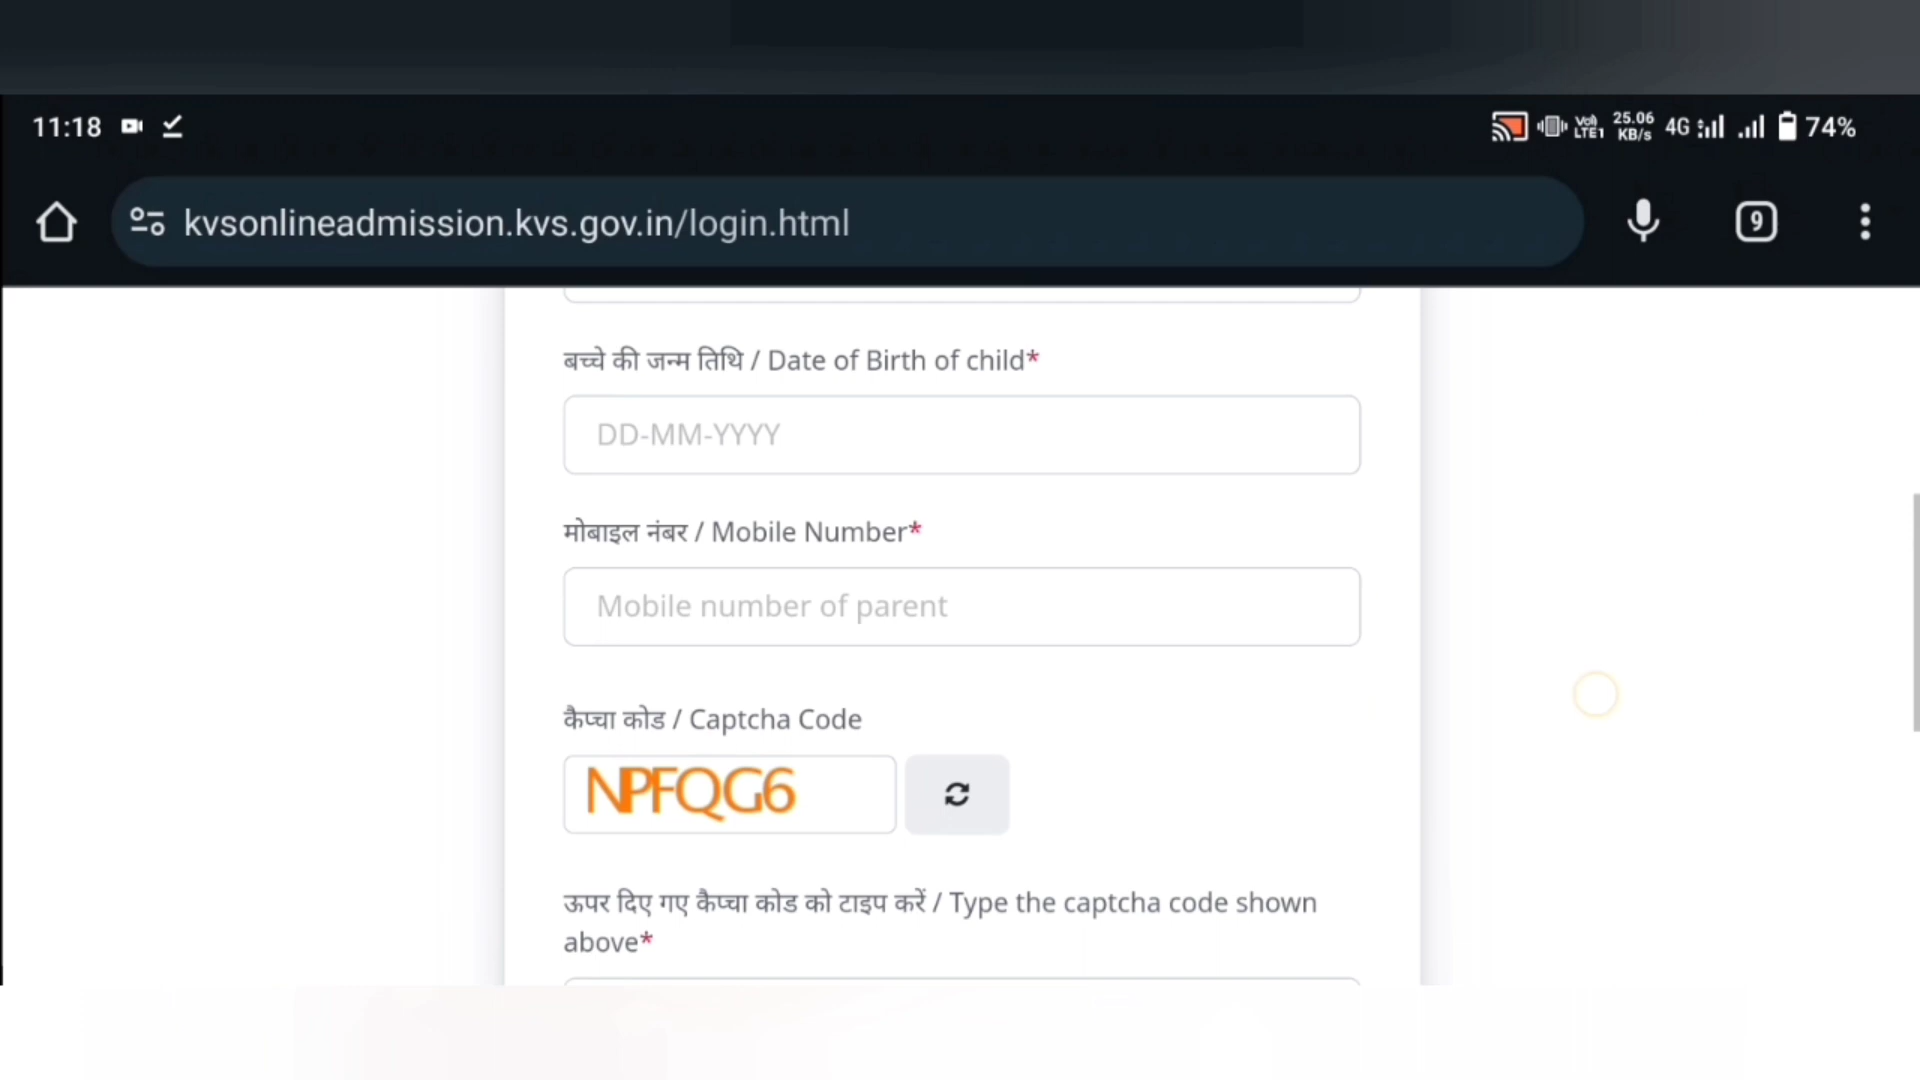 11:18
Vo) LTE1 25.06 KB/s 4G 74%
kvsonlineadmission.kvs.gov.in/login.html 9
बच्चे की जन्म तिथि / Date of Birth of child*
DD-MM-YYYY
मोबाइल नंबर / Mobile Number*
Mobile number of parent
कैप्चा कोड / Captcha Code
NPFQG6
ऊपर दिए गए कैप्चा कोड को टाइप करें / Type the captcha code shown
above*